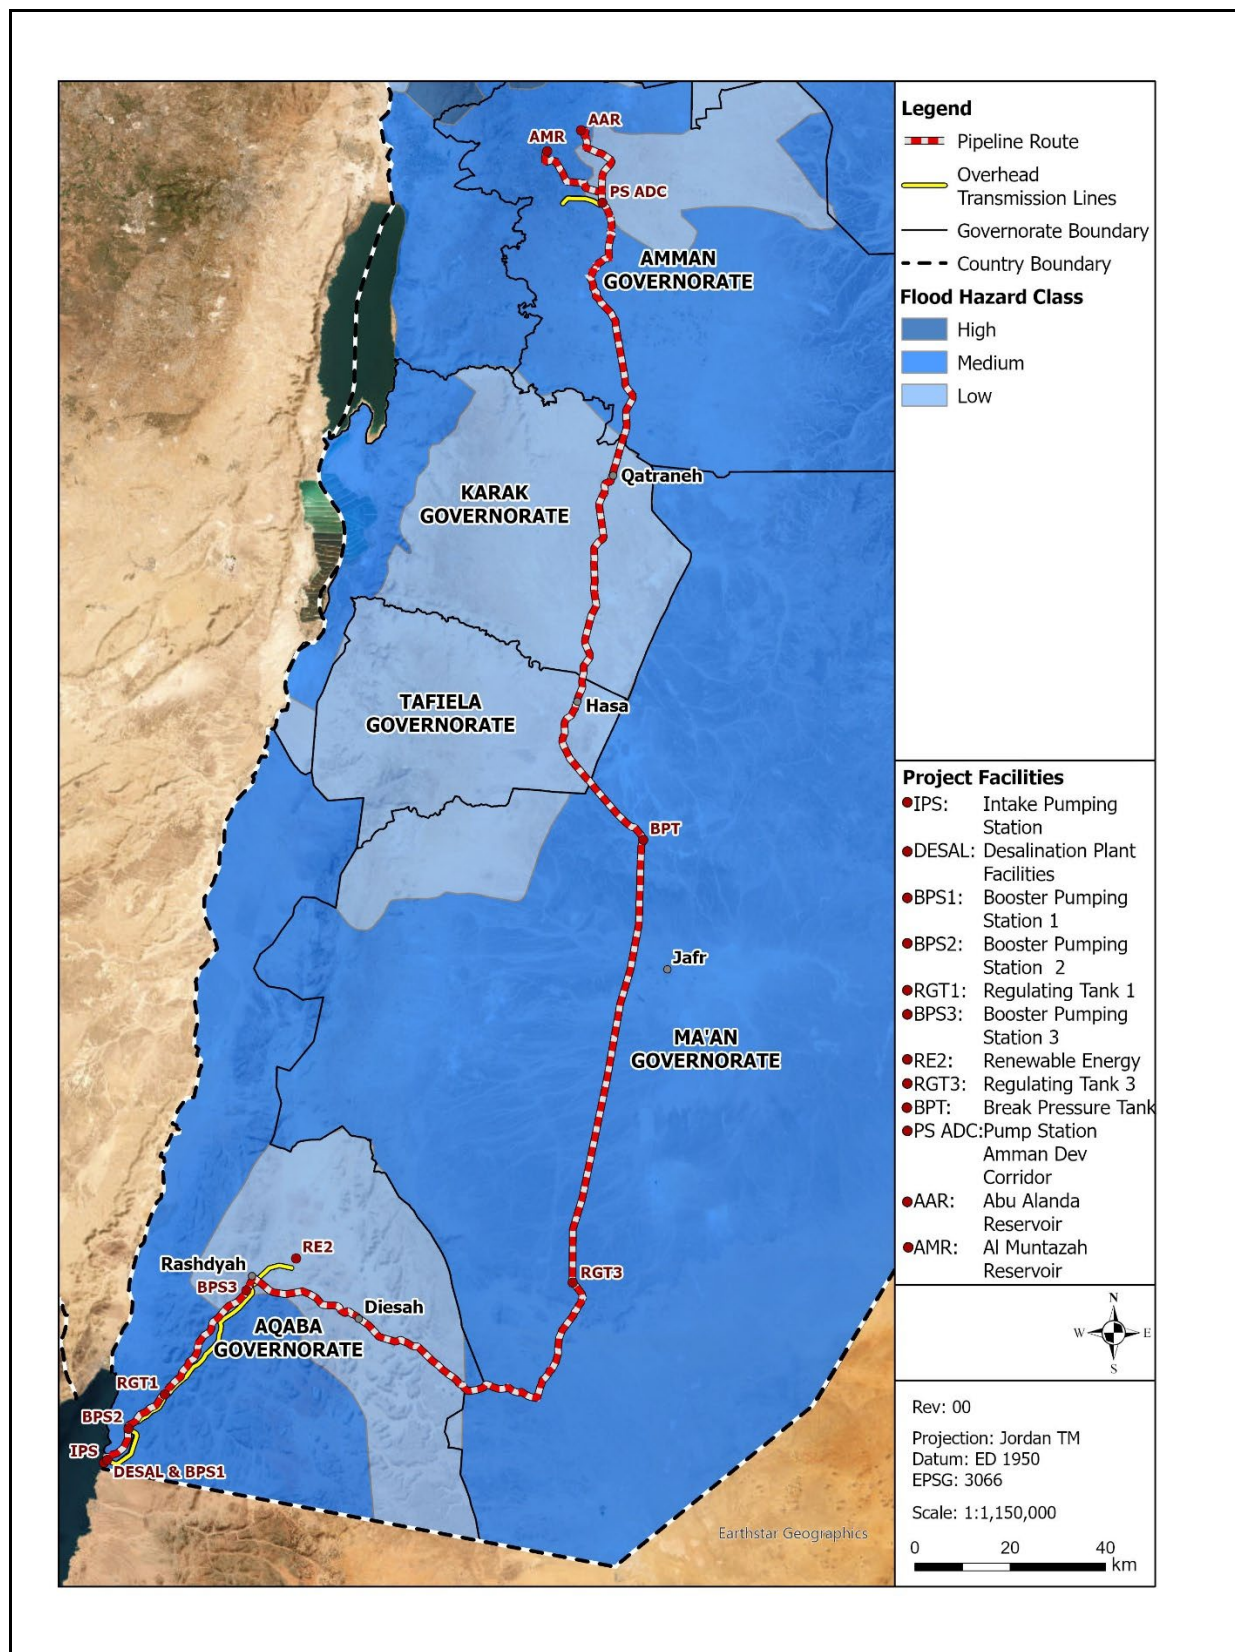 AAR
AMR
PS ADC
AMMAN
GOVERNORATE
Qatraneh
KARAK
GOVERNORATE
TAFIELA
GOVERNORATE
Hasa
BPT
Jafr
MA'AN
GOVERNORATE
RE2
Rashdyah
BPS3
RGT3
Diesah
AQABA
GOVERNORATE
RGT1
BPS2
IPS
DESAL & BPS1
Earthstar Geographics
Legend
Pipeline Route
Overhead
Transmission Lines
Governorate Boundary
Country Boundary
Flood Hazard Class
High
Medium
Low
Project Facilities
IPS: Intake Pumping
Station
DESAL: Desalination Plant
Facilities
BPS1: Booster Pumping
Station 1
BPS2: Booster Pumping
Station 2
RGT1: Regulating Tank 1
BPS3: Booster Pumping
Station 3
RE2: Renewable Energy
RGT3: Regulating Tank 3
BPT: Break Pressure Tank
PS ADC: Pump Station
Amman Dev
Corridor
AAR: Abu Alanda
Reservoir
AMR: Al Muntazah
Reservoir
N
W E
S
Rev: 00
Projection: Jordan TM
Datum: ED 1950
EPSG: 3066
Scale: 1:1,150,000
0 20 40
km